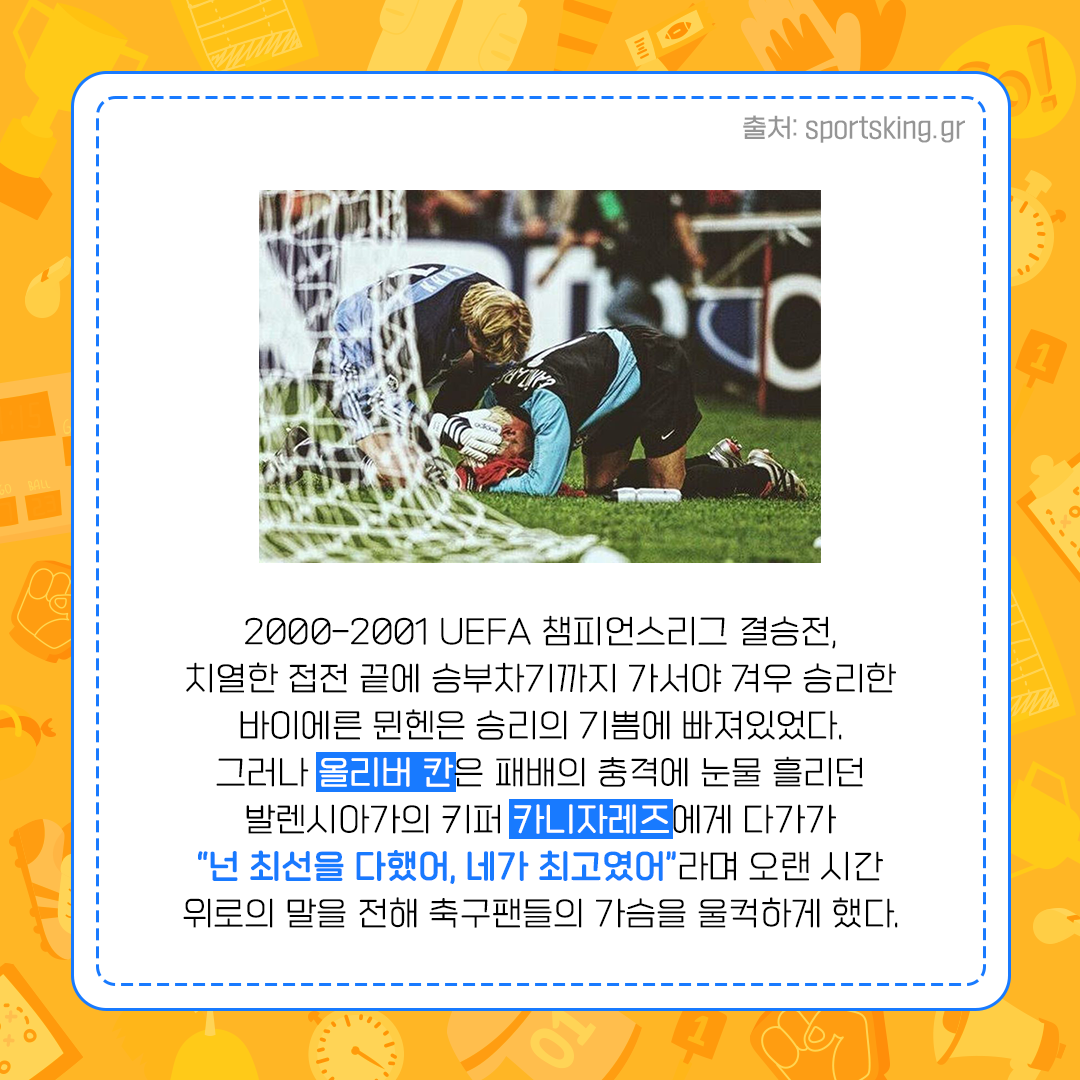 출처: sportsking.gr
2000-2001 UEFA 챔피언스리그 결승전,
치열한 접전 끝에 승부차기까지 가서야 겨우 승리한
바이에른 뮌헨은 승리의 기쁨에 빠져있었다.
그러나 올리버 칸은 패배의 충격에 눈물 흘리던
발렌시아가의 키퍼 카니자레즈에게 다가가
"넌 최선을 다했어, 네가 최고였어"라며 오랜 시간
위로의 말을 전해 축구팬들의 가슴을 울컥하게 했다.
Go!
1
1
01